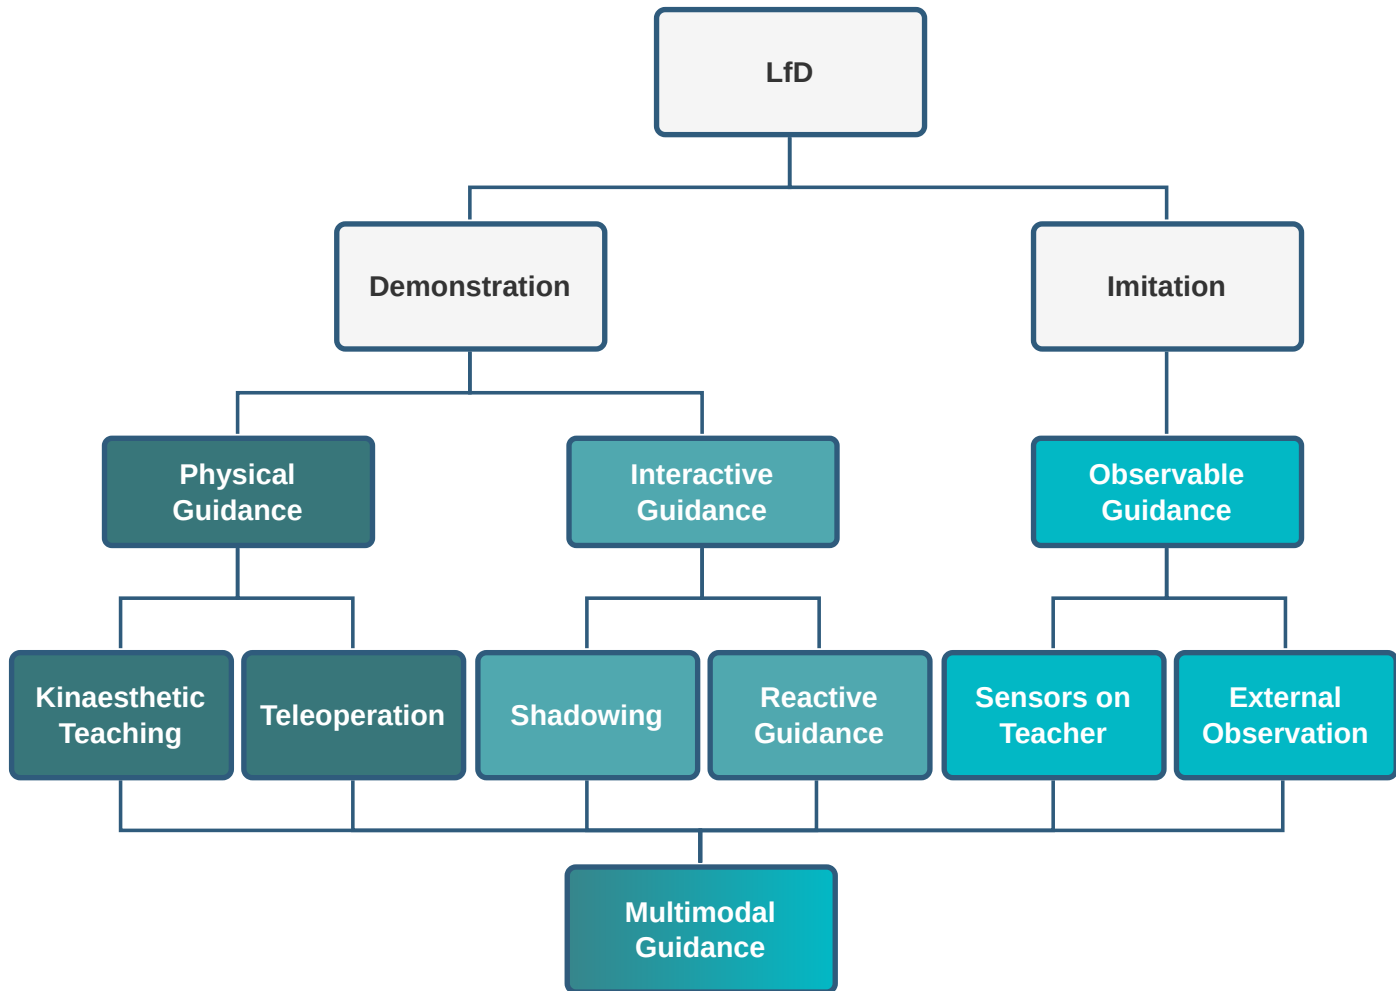 LfD
Demonstration
Imitation
Physical
Guidance
Interactive
Guidance
Observable
Guidance
Kinaesthetic
Teaching
Teleoperation
Shadowing
Reactive
Guidance
Sensors on
Teacher
External
Observation
Multimodal
Guidance